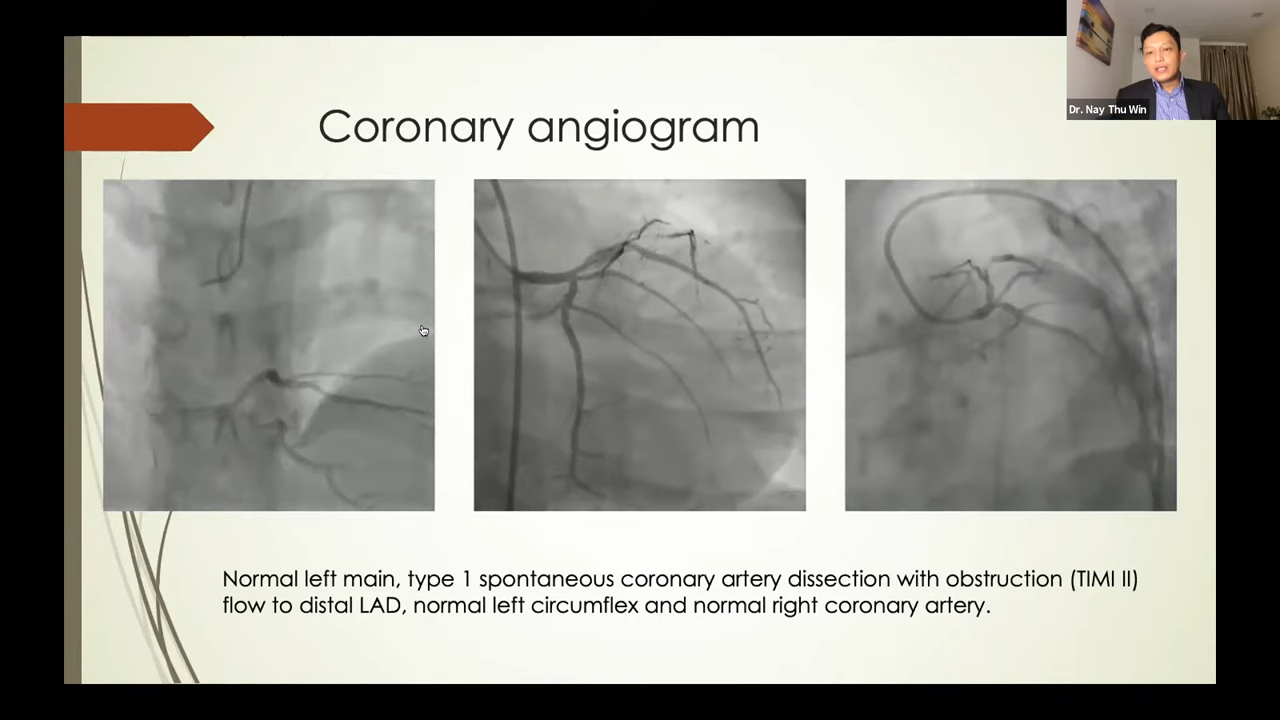 Dr. Nay Thu Win
Coronary angiogram
Normal left main, type 1 spontaneous coronary artery dissection with obstruction (TIMI II)
flow to distal LAD, normal left circumflex and normal right coronary artery.